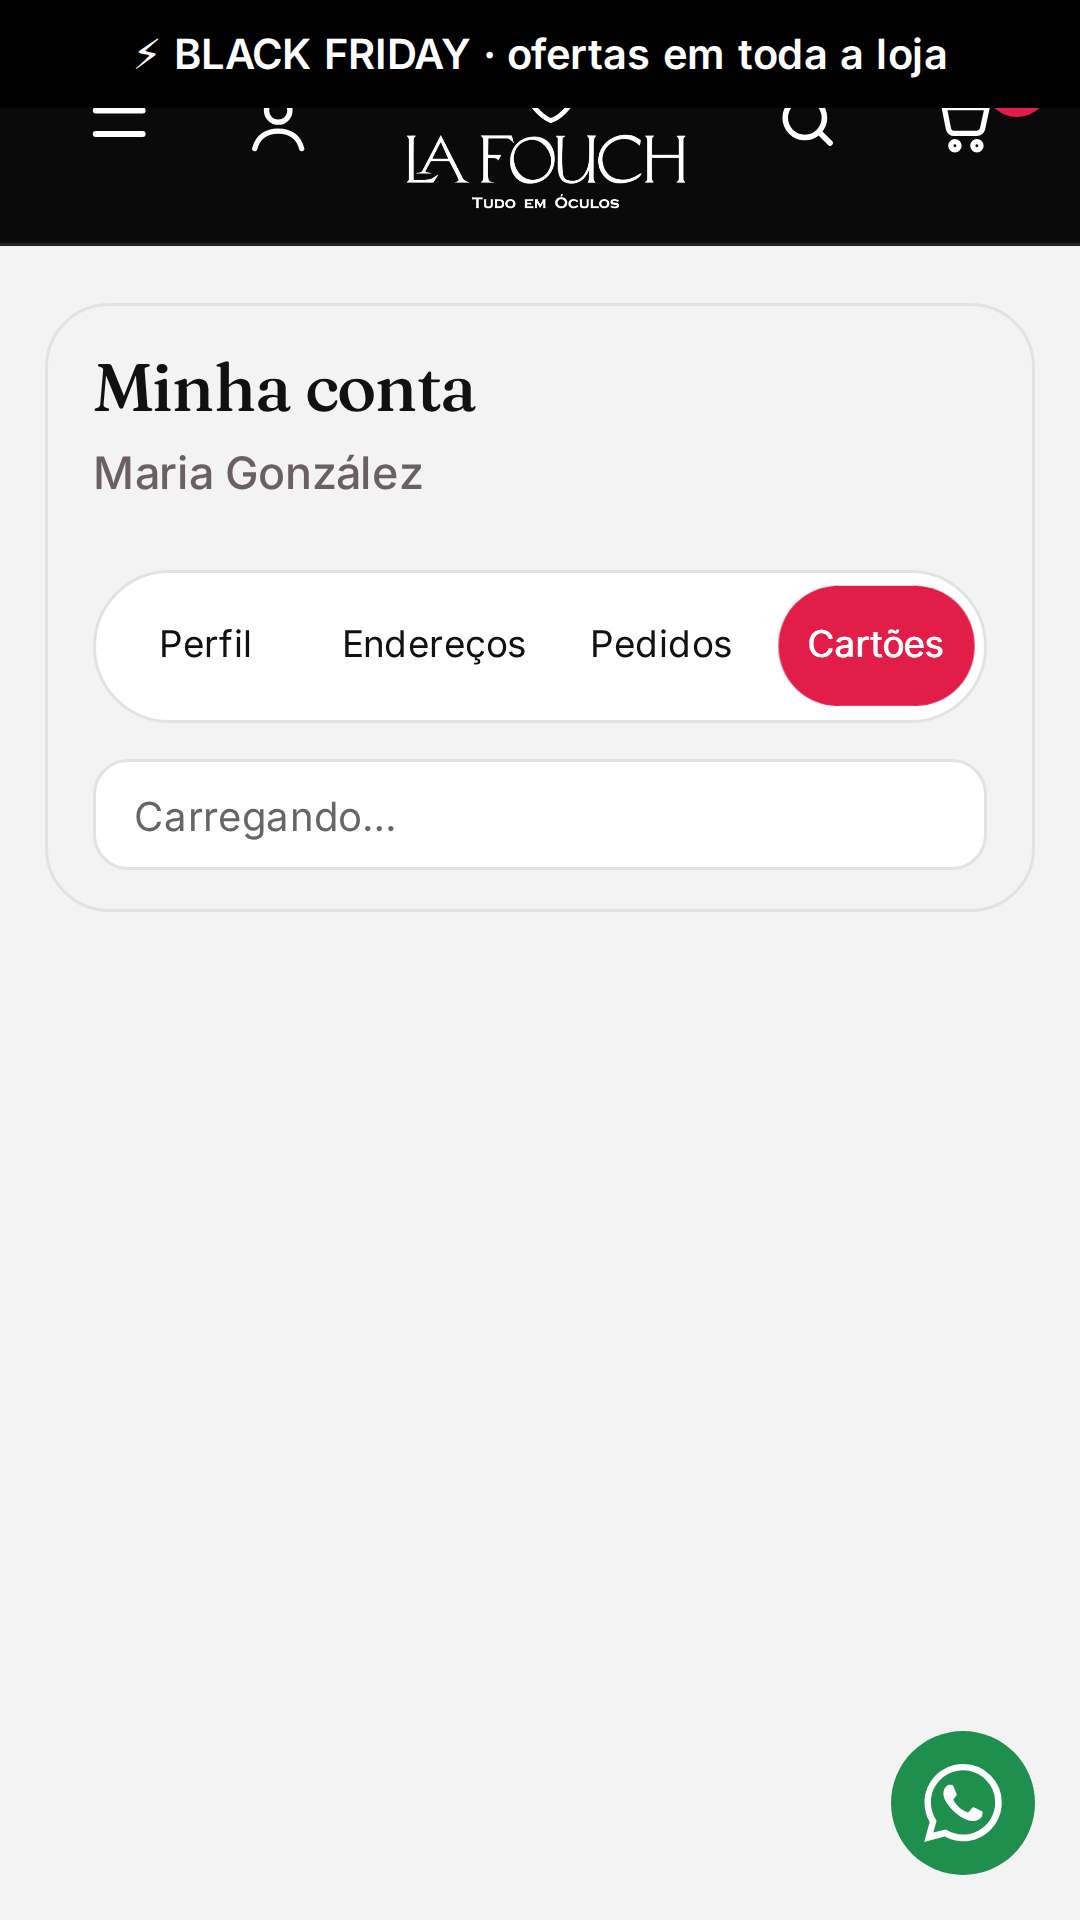 ⚡ BLACK FRIDAY · ofertas em toda a loja
LA FOUCH
TUDO EM ÓCULOS
Minha conta
Maria González
Perfil Endereços Pedidos Cartões
Carregando...